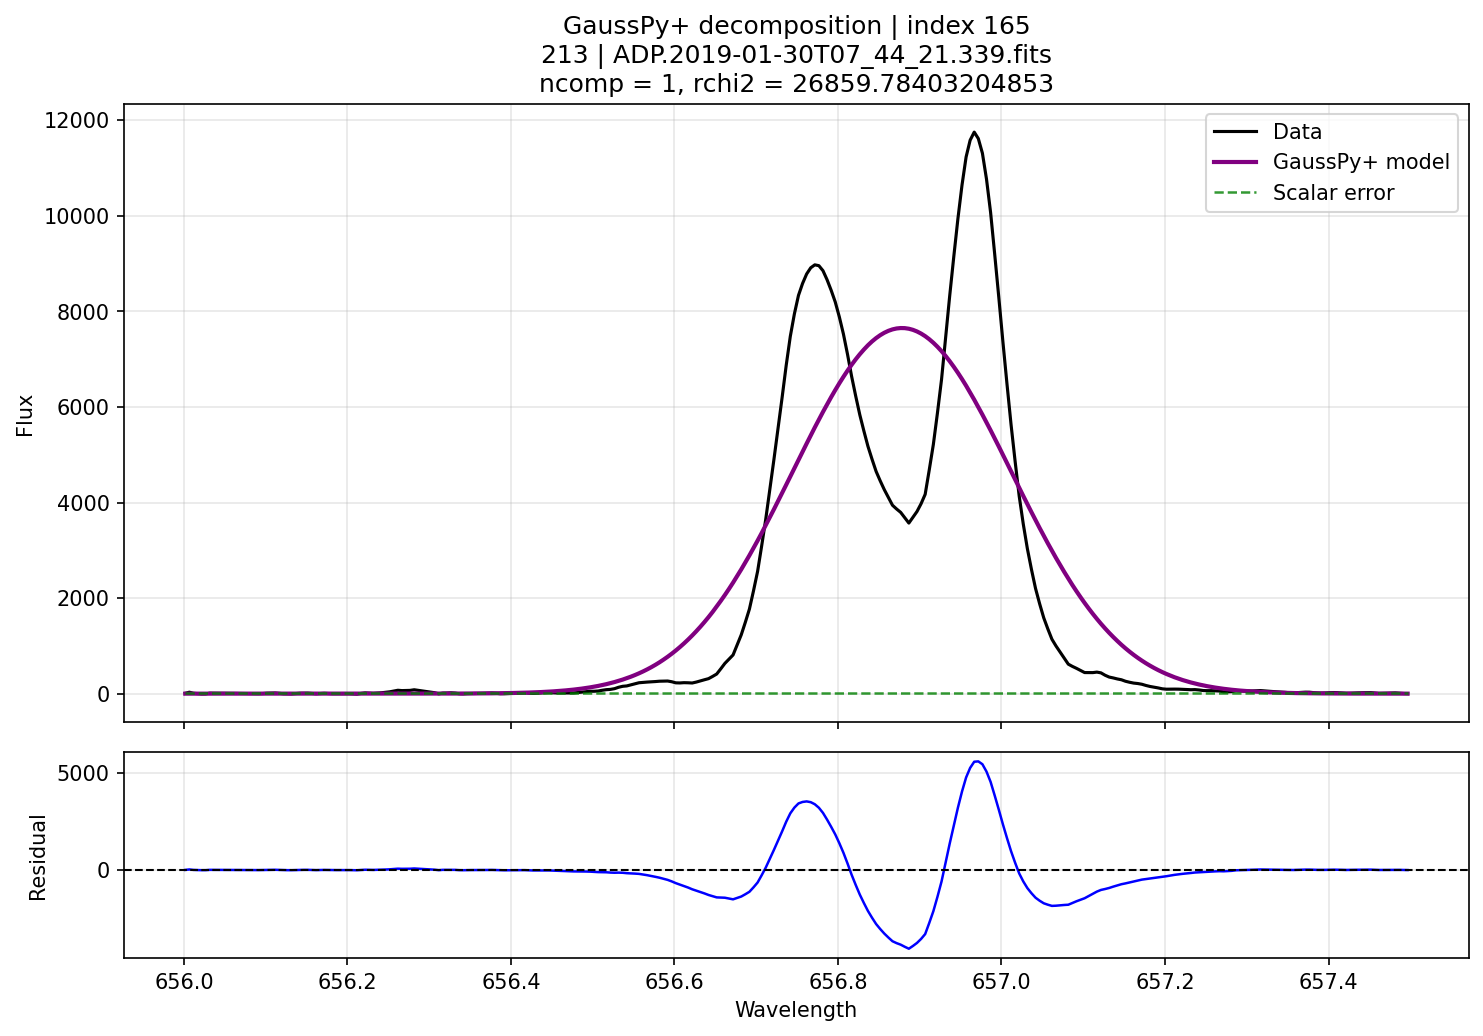 GaussPy+ decomposition | index 165
213 | ADP.2019-01-30T07_44_21.339.fits
ncomp = 1, rchi2 = 26859.78403204853
12000
10000
8000
6000
4000
2000
0
Flux
Data
GaussPy+ model
Scalar error
5000
0
Residual
656.0
656.2
656.4
656.6
656.8
657.0
657.2
657.4
Wavelength